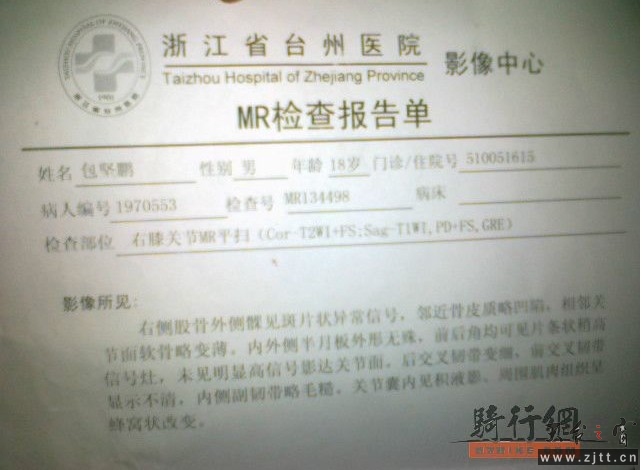 浙江省台州医院
Taizhou Hospital of Zhejiang Province
影像中心
MR检查报告单
姓名 包坚鹏 性别 男 年龄 18岁 门诊/住院号 510051615
病人编号 1970553 检查号 MR134498 病床
检查部位 右膝关节MR平扫（Cor-T2WI+FS;Sag-T1WI,PD+FS,GRE）
影像所见：
右侧股骨外侧髁见斑片状异常信号，邻近骨皮质略凹陷，相邻关
节面软骨略变薄。内外侧半月板外形无殊，前后角均可见片条状稍高
信号灶，未见明显高信号影达关节面。后交叉韧带变细，前交叉韧带
显示不清，内侧副韧带略毛糙。关节囊内见积液影。周围肌肉组织呈
蜂窝状改变。
骑行網
www.zjtt.cn